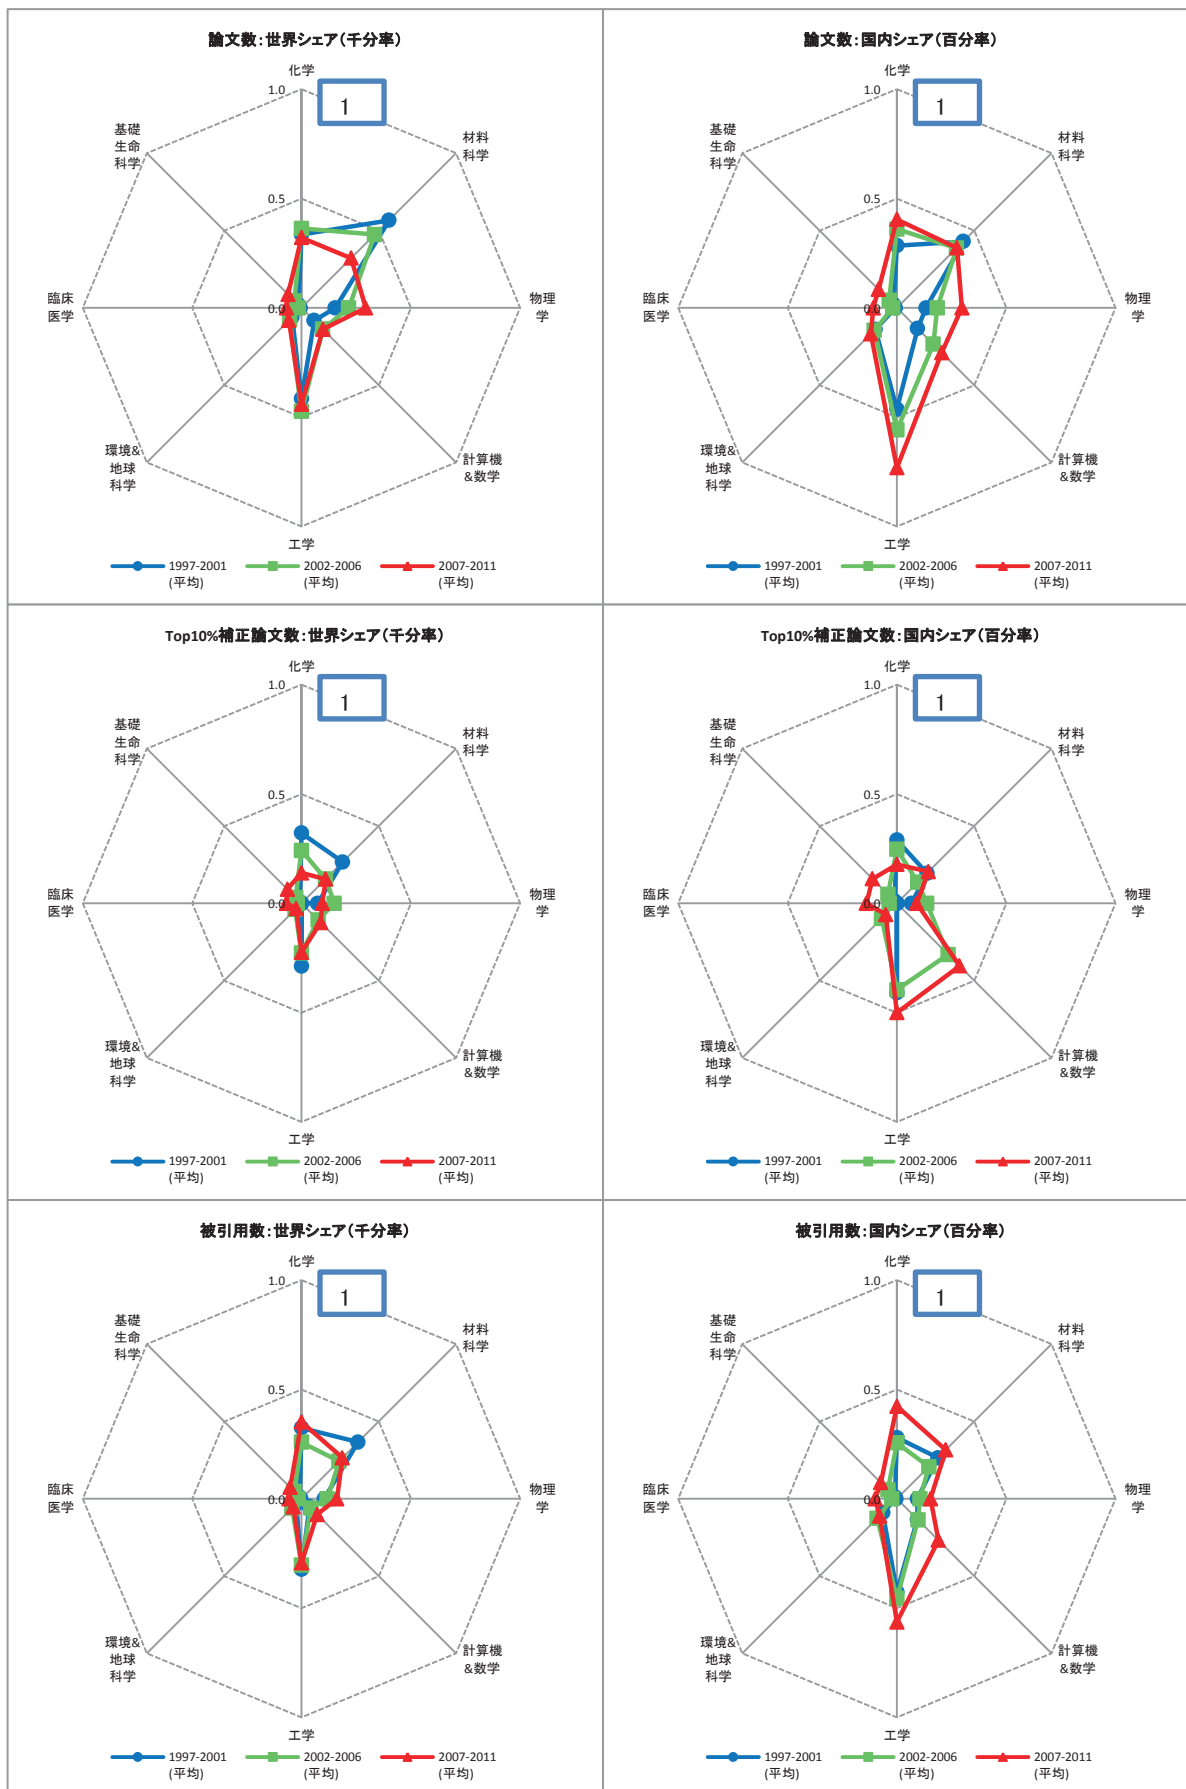 論文数：世界シェア（千分率）
化学
1.0
1
基礎
生命
科学
材料
科学
0.5
臨床
医学
0.0
物理
学
環境&
地球
科学
計算機
&数学
工学
1997-2001
(平均)
2002-2006
(平均)
2007-2011
(平均)
論文数：国内シェア（百分率）
化学
1.0
1
基礎
生命
科学
材料
科学
0.5
臨床
医学
0.0
物理
学
環境&
地球
科学
計算機
&数学
工学
1997-2001
(平均)
2002-2006
(平均)
2007-2011
(平均)
Top10%補正論文数：世界シェア（千分率）
化学
1.0
1
基礎
生命
科学
材料
科学
0.5
臨床
医学
0.0
物理
学
環境&
地球
科学
計算機
&数学
工学
1997-2001
(平均)
2002-2006
(平均)
2007-2011
(平均)
Top10%補正論文数：国内シェア（百分率）
化学
1.0
1
基礎
生命
科学
材料
科学
0.5
臨床
医学
0.0
物理
学
環境&
地球
科学
計算機
&数学
工学
1997-2001
(平均)
2002-2006
(平均)
2007-2011
(平均)
被引用数：世界シェア（千分率）
化学
1.0
1
基礎
生命
科学
材料
科学
0.5
臨床
医学
0.0
物理
学
環境&
地球
科学
計算機
&数学
工学
1997-2001
(平均)
2002-2006
(平均)
2007-2011
(平均)
被引用数：国内シェア（百分率）
化学
1.0
1
基礎
生命
科学
材料
科学
0.5
臨床
医学
0.0
物理
学
環境&
地球
科学
計算機
&数学
工学
1997-2001
(平均)
2002-2006
(平均)
2007-2011
(平均)